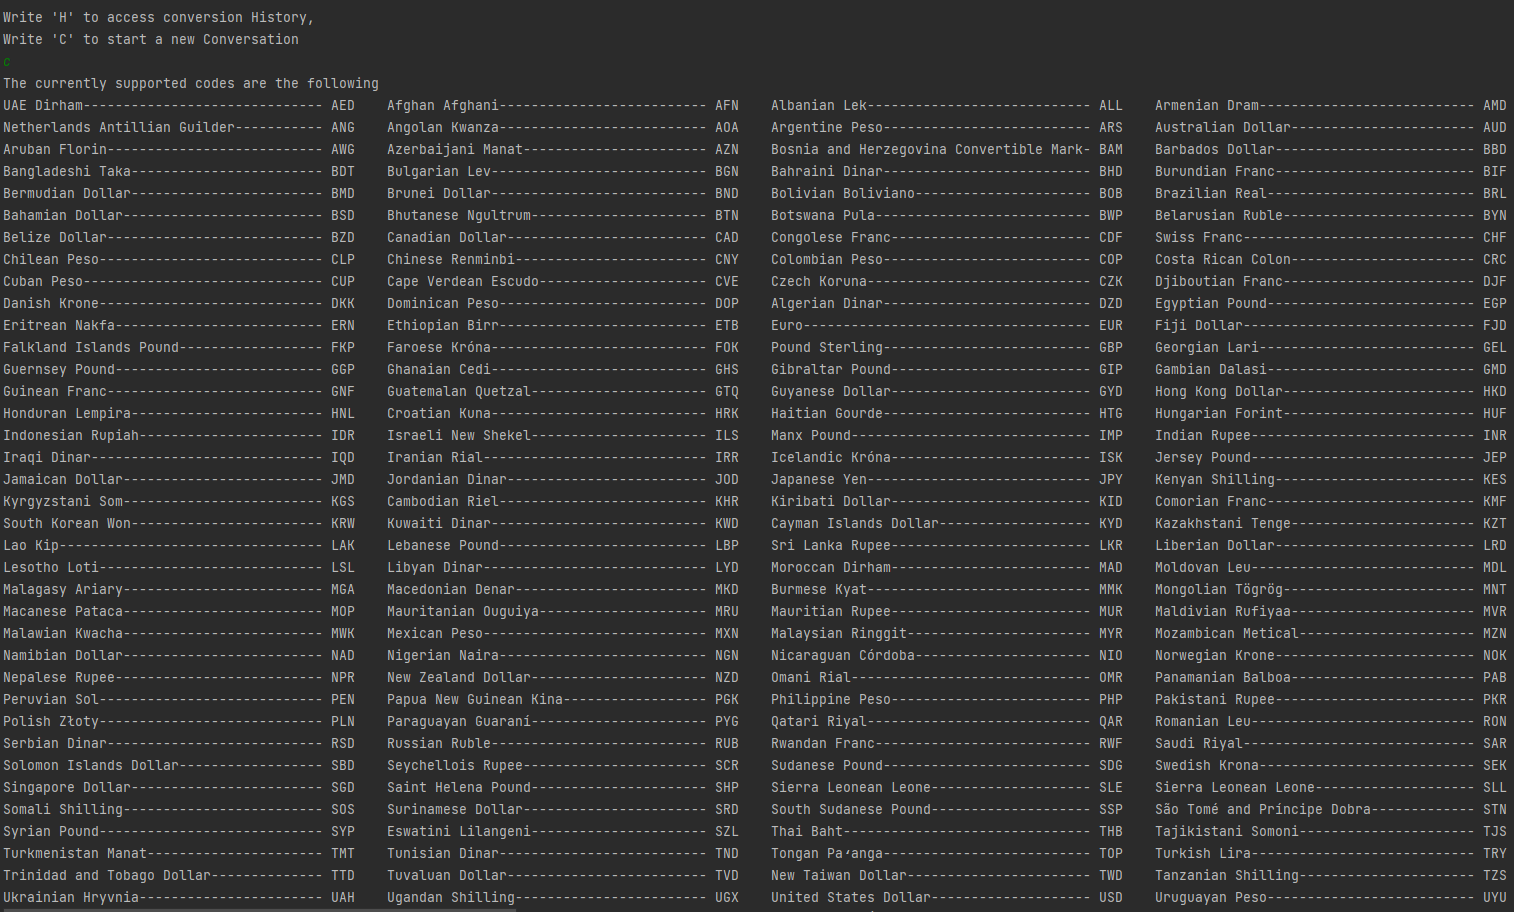 Write 'H' to access conversion History,
Write 'C' to start a new Conversation
c
The currently supported codes are the following
UAE Dirham------------------------------ AED    Afghan Afghani-------------------------- AFN    Albanian Lek---------------------------- ALL    Armenian Dram--------------------------- AMD
Netherlands Antillian Guilder----------- ANG    Angolan Kwanza-------------------------- AOA    Argentine Peso-------------------------- ARS    Australian Dollar----------------------- AUD
Aruban Florin--------------------------- AWG    Azerbaijani Manat----------------------- AZN    Bosnia and Herzegovina Convertible Mark- BAM    Barbados Dollar------------------------- BBD
Bangladeshi Taka------------------------ BDT    Bulgarian Lev--------------------------- BGN    Bahraini Dinar-------------------------- BHD    Burundian Franc------------------------- BIF
Bermudian Dollar------------------------ BMD    Brunei Dollar--------------------------- BND    Bolivian Boliviano---------------------- BOB    Brazilian Real-------------------------- BRL
Bahamian Dollar------------------------- BSD    Bhutanese Ngultrum---------------------- BTN    Botswana Pula--------------------------- BWP    Belarusian Ruble------------------------ BYN
Belize Dollar--------------------------- BZD    Canadian Dollar------------------------- CAD    Congolese Franc------------------------- CDF    Swiss Franc----------------------------- CHF
Chilean Peso---------------------------- CLP    Chinese Renminbi------------------------ CNY    Colombian Peso-------------------------- COP    Costa Rican Colon----------------------- CRC
Cuban Peso------------------------------ CUP    Cape Verdean Escudo--------------------- CVE    Czech Koruna---------------------------- CZK    Djiboutian Franc------------------------ DJF
Danish Krone---------------------------- DKK    Dominican Peso-------------------------- DOP    Algerian Dinar-------------------------- DZD    Egyptian Pound-------------------------- EGP
Eritrean Nakfa-------------------------- ERN    Ethiopian Birr-------------------------- ETB    Euro------------------------------------ EUR    Fiji Dollar----------------------------- FJD
Falkland Islands Pound------------------ FKP    Faroese Króna--------------------------- FOK    Pound Sterling-------------------------- GBP    Georgian Lari--------------------------- GEL
Guernsey Pound-------------------------- GGP    Ghanaian Cedi--------------------------- GHS    Gibraltar Pound------------------------- GIP    Gambian Dalasi-------------------------- GMD
Guinean Franc--------------------------- GNF    Guatemalan Quetzal---------------------- GTQ    Guyanese Dollar------------------------- GYD    Hong Kong Dollar------------------------ HKD
Honduran Lempira------------------------ HNL    Croatian Kuna--------------------------- HRK    Haitian Gourde-------------------------- HTG    Hungarian Forint------------------------ HUF
Indonesian Rupiah----------------------- IDR    Israeli New Shekel---------------------- ILS    Manx Pound------------------------------ IMP    Indian Rupee---------------------------- INR
Iraqi Dinar----------------------------- IQD    Iranian Rial---------------------------- IRR    Icelandic Króna------------------------- ISK    Jersey Pound---------------------------- JEP
Jamaican Dollar------------------------- JMD    Jordanian Dinar------------------------- JOD    Japanese Yen---------------------------- JPY    Kenyan Shilling------------------------- KES
Kyrgyzstani Som------------------------- KGS    Cambodian Riel-------------------------- KHR    Kiribati Dollar------------------------- KID    Comorian Franc-------------------------- KMF
South Korean Won------------------------ KRW    Kuwaiti Dinar--------------------------- KWD    Cayman Islands Dollar------------------- KYD    Kazakhstani Tenge----------------------- KZT
Lao Kip--------------------------------- LAK    Lebanese Pound-------------------------- LBP    Sri Lanka Rupee------------------------- LKR    Liberian Dollar------------------------- LRD
Lesotho Loti---------------------------- LSL    Libyan Dinar---------------------------- LYD    Moroccan Dirham------------------------- MAD    Moldovan Leu---------------------------- MDL
Malagasy Ariary------------------------- MGA    Macedonian Denar------------------------ MKD    Burmese Kyat---------------------------- MMK    Mongolian Tögrög------------------------ MNT
Macanese Pataca------------------------- MOP    Mauritanian Ouguiya--------------------- MRU    Mauritian Rupee------------------------- MUR    Maldivian Rufiyaa----------------------- MVR
Malawian Kwacha------------------------- MWK    Mexican Peso---------------------------- MXN    Malaysian Ringgit----------------------- MYR    Mozambican Metical---------------------- MZN
Namibian Dollar------------------------- NAD    Nigerian Naira-------------------------- NGN    Nicaraguan Córdoba---------------------- NIO    Norwegian Krone------------------------- NOK
Nepalese Rupee-------------------------- NPR    New Zealand Dollar---------------------- NZD    Omani Rial------------------------------ OMR    Panamanian Balboa----------------------- PAB
Peruvian Sol---------------------------- PEN    Papua New Guinean Kina------------------ PGK    Philippine Peso------------------------- PHP    Pakistani Rupee------------------------- PKR
Polish Złoty---------------------------- PLN    Paraguayan Guaraní---------------------- PYG    Qatari Riyal---------------------------- QAR    Romanian Leu---------------------------- RON
Serbian Dinar--------------------------- RSD    Russian Ruble--------------------------- RUB    Rwandan Franc--------------------------- RWF    Saudi Riyal----------------------------- SAR
Solomon Islands Dollar------------------ SBD    Seychellois Rupee----------------------- SCR    Sudanese Pound-------------------------- SDG    Swedish Krona--------------------------- SEK
Singapore Dollar------------------------ SGD    Saint Helena Pound---------------------- SHP    Sierra Leonean Leone-------------------- SLE    Sierra Leonean Leone-------------------- SLL
Somali Shilling------------------------- SOS    Surinamese Dollar----------------------- SRD    South Sudanese Pound-------------------- SSP    São Tomé and Príncipe Dobra------------- STN
Syrian Pound---------------------------- SYP    Eswatini Lilangeni---------------------- SZL    Thai Baht------------------------------- THB    Tajikistani Somoni---------------------- TJS
Turkmenistan Manat---------------------- TMT    Tunisian Dinar-------------------------- TND    Tongan Paʻanga-------------------------- TOP    Turkish Lira---------------------------- TRY
Trinidad and Tobago Dollar-------------- TTD    Tuvaluan Dollar------------------------- TVD    New Taiwan Dollar----------------------- TWD    Tanzanian Shilling---------------------- TZS
Ukrainian Hryvnia----------------------- UAH    Ugandan Shilling------------------------ UGX    United States Dollar-------------------- USD    Uruguayan Peso-------------------------- UYU